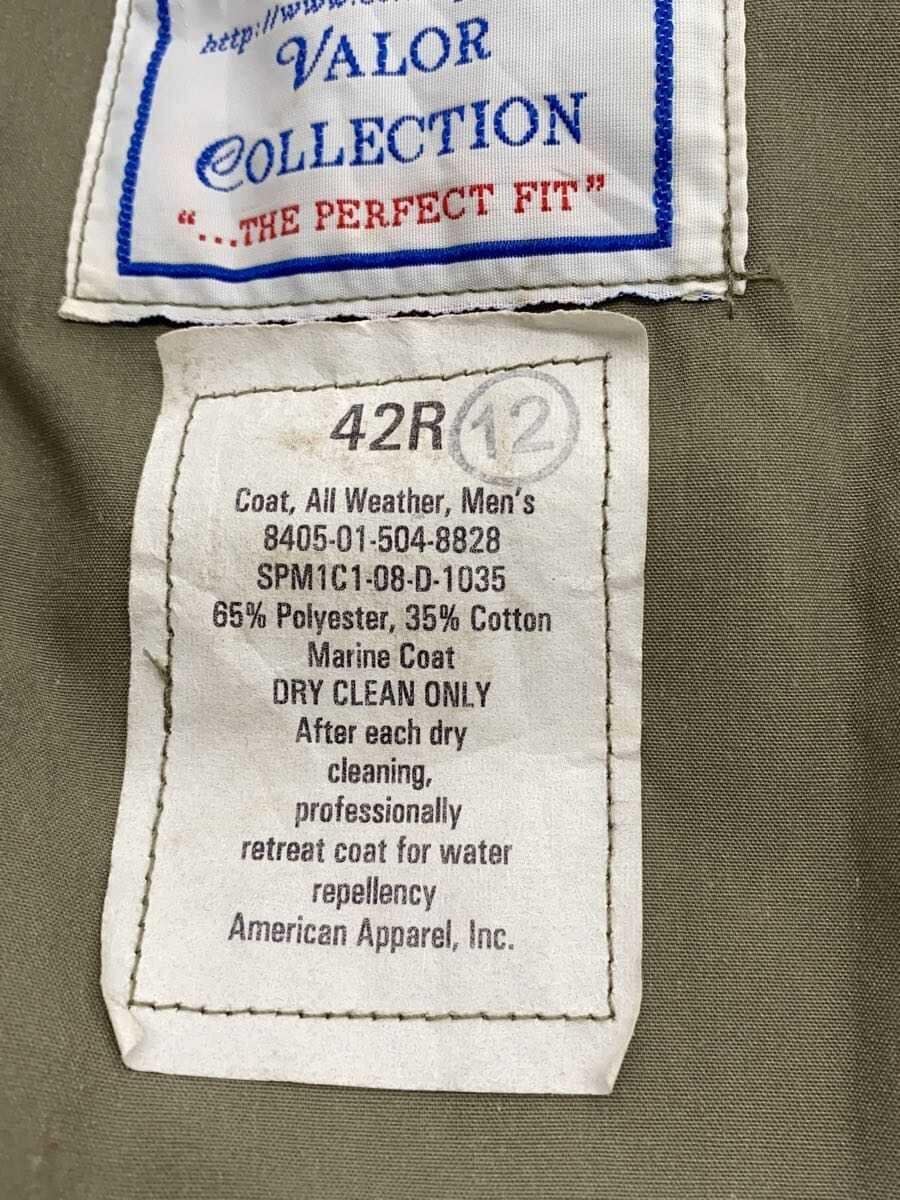 http://www.
VALOR
COLLECTION
"...THE PERFECT FIT"
42R 12
Coat, All Weather, Men's
8405-01-504-8828
SPM1C1-08-D-1035
65% Polyester, 35% Cotton
Marine Coat
DRY CLEAN ONLY
After each dry
cleaning,
professionally
retreat coat for water
repellency
American Apparel, Inc.